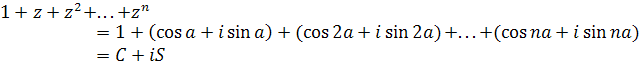 1 + z + z² +...+ zⁿ
= 1 + (cos a + i sin a) + (cos 2a + i sin 2a) +...+(cos na + i sin na)
= C + iS